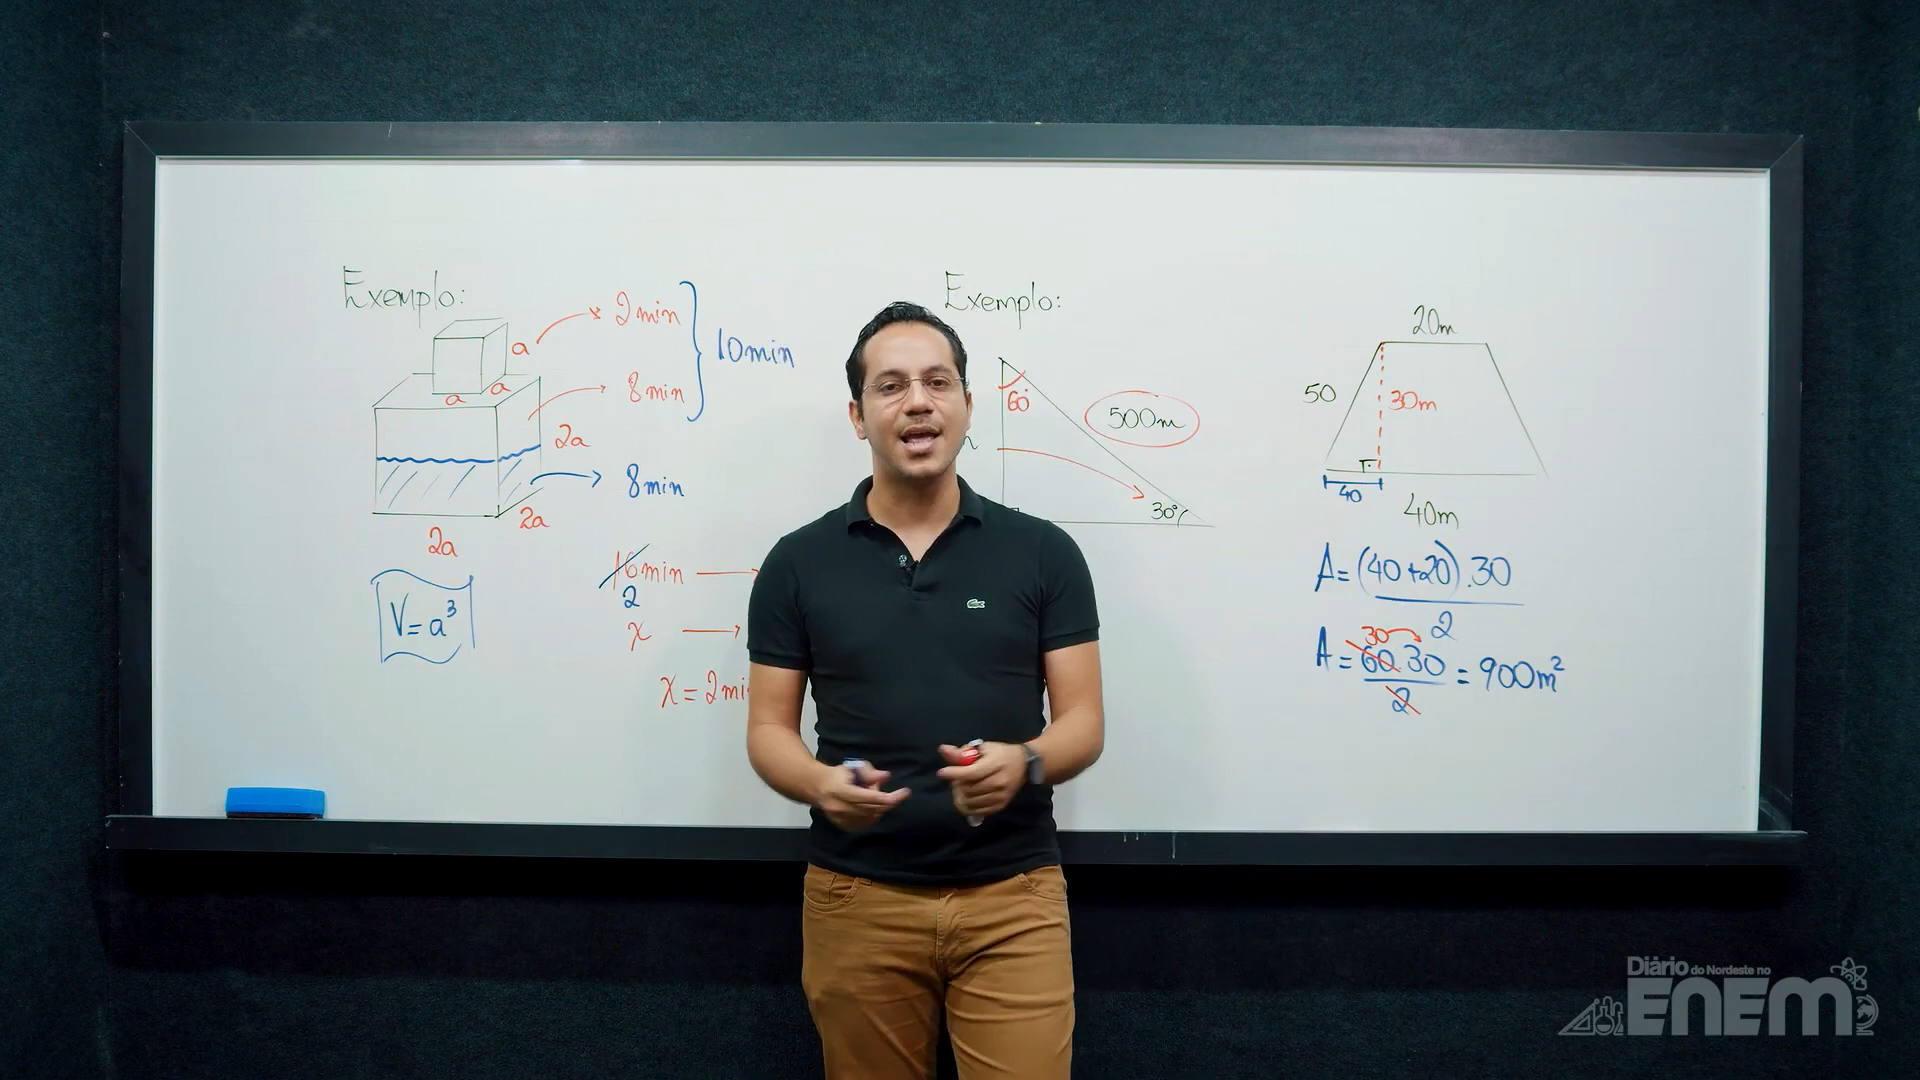 Exemplo:
a
a
a
2min
8min
10min
2a
8min
2a
2a
V=a³
16min
2
x
x=2mi
Exemplo:
60°
500m
30°
20m
50
30m
40
40m
A=(40+20).30
2
30
A=60.30=900m²
2
Diário do Nordeste no
ENEM